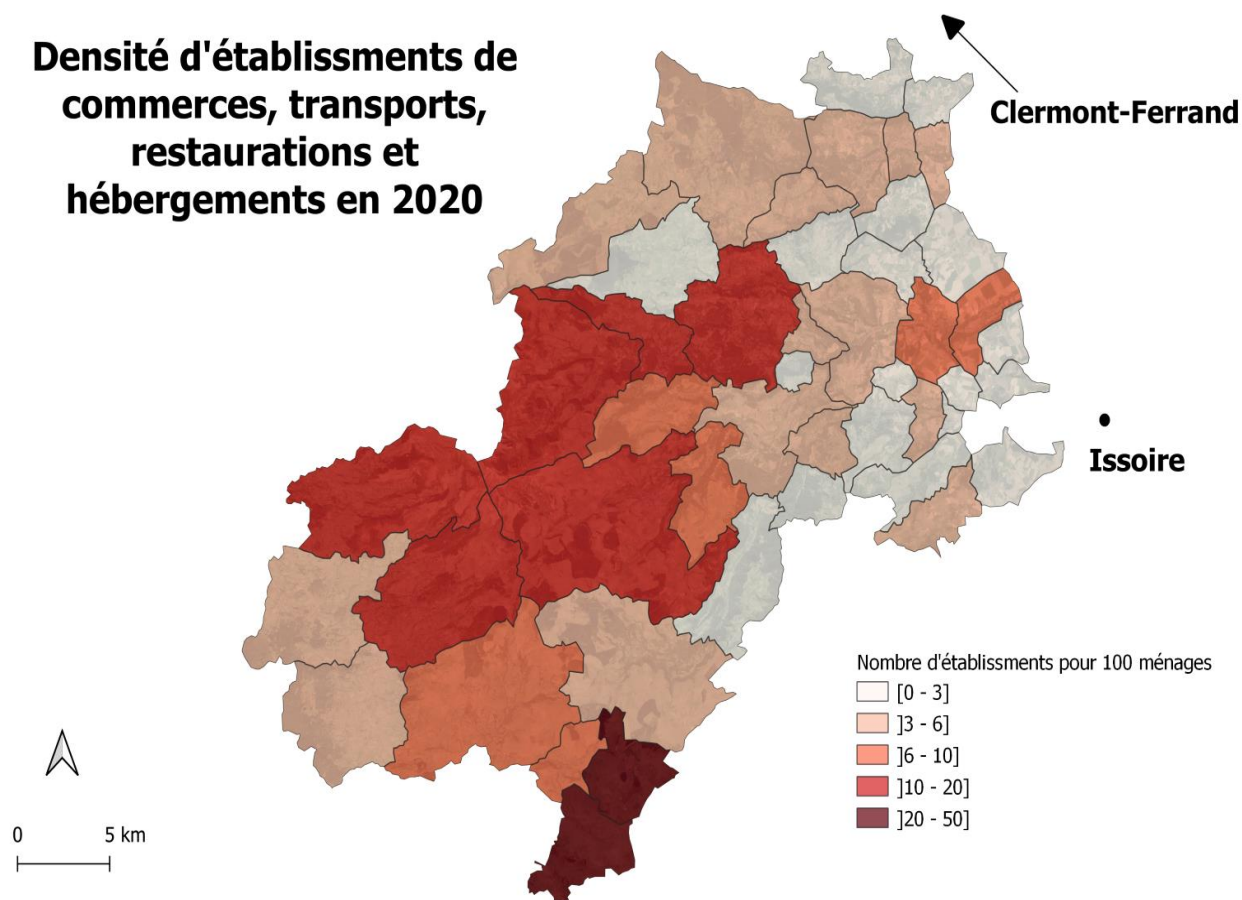 Densité d'établissments de
commerces, transports,
restaurations et
hébergements en 2020
Clermont-Ferrand
Issoire
Nombre d'établissments pour 100 ménages
[0 - 3]
]3 - 6]
]6 - 10]
]10 - 20]
]20 - 50]
0 5 km